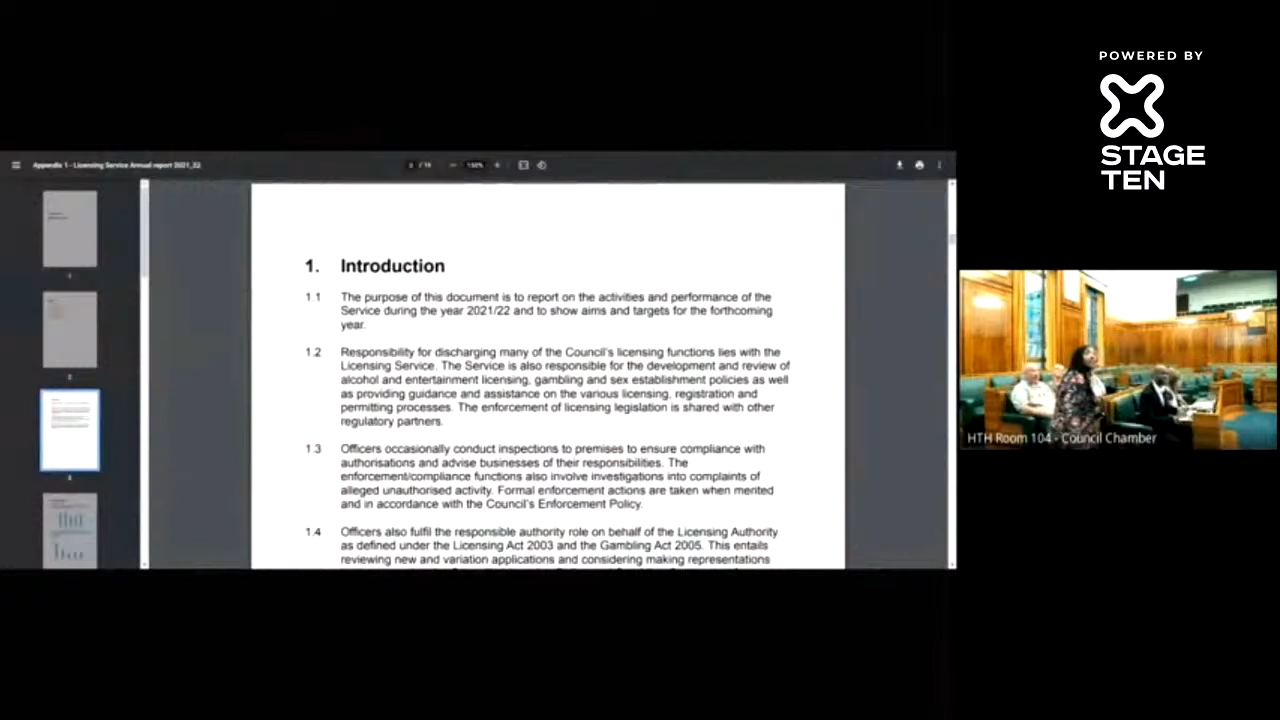 POWERED BY
STAGE
TEN
Appendix 1 - Licensing Service Annual report 2021_22
150%
1. Introduction
1.1 The purpose of this document is to report on the activities and performance of the
Service during the year 2021/22 and to show aims and targets for the forthcoming
year.
1.2 Responsibility for discharging many of the Council's licensing functions lies with the
Licensing Service. The Service is also responsible for the development and review of
alcohol and entertainment licensing, gambling and sex establishment policies as well
as providing guidance and assistance on the various licensing, registration and
permitting processes. The enforcement of licensing legislation is shared with other
regulatory partners.
1.3 Officers occasionally conduct inspections to premises to ensure compliance with
authorisations and advise businesses of their responsibilities. The
enforcement/compliance functions also involve investigations into complaints of
alleged unauthorised activity. Formal enforcement actions are taken when merited
and in accordance with the Council's Enforcement Policy.
1.4 Officers also fulfil the responsible authority role on behalf of the Licensing Authority
as defined under the Licensing Act 2003 and the Gambling Act 2005. This entails
reviewing new and variation applications and considering making representations
HTH Room 104 - Council Chamber